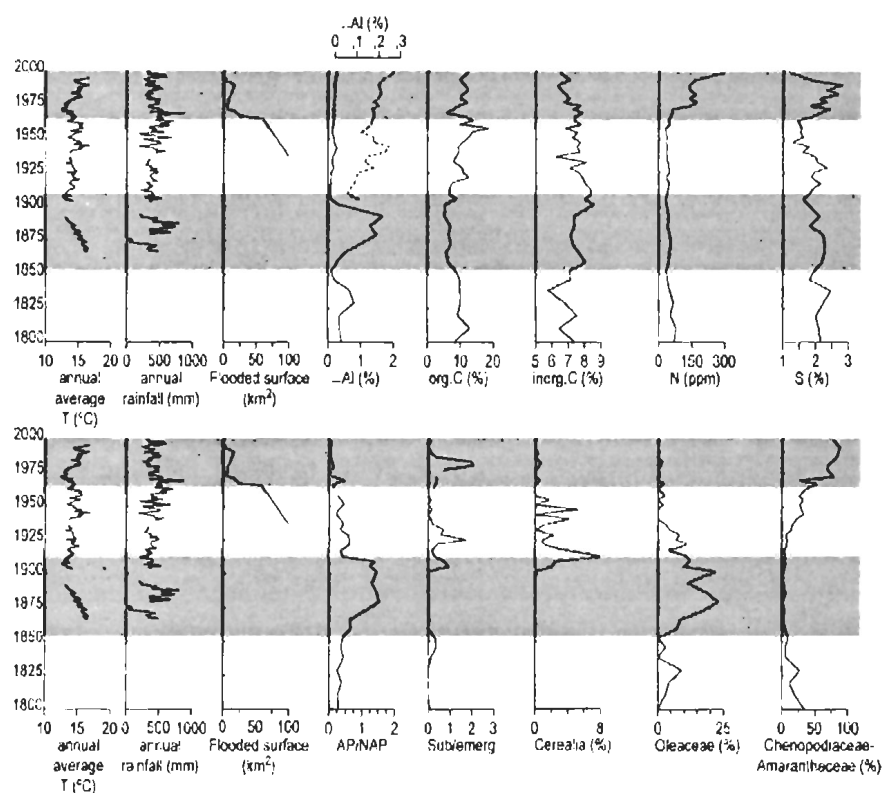 ..Al (%)
0 .1 .2 .3
2000
1975
1950
1925
1900
1875
1850
1825
1800
10 15 20 0 500 1000 0 50 100 0 1 2 0 10 20 5 6 7 8 9 0 150 300 1 2 3
annual average T (°C)
annual rainfall (mm)
Flooded surface (km²)
..Al (%)
org.C (%)
inorg.C (%)
N (ppm)
S (%)
2000
1975
1950
1925
1900
1875
1850
1825
1800
10 15 20 0 500 1000 0 50 100 0 1 2 0 1 2 3 0 8 0 25 0 50 100
annual average T (°C)
annual rainfall (mm)
Flooded surface (km²)
AP/NAP
Sub/emerg
Cerealia (%)
Oleaceae (%)
Chenopodiaceae-Amaranthaceae (%)